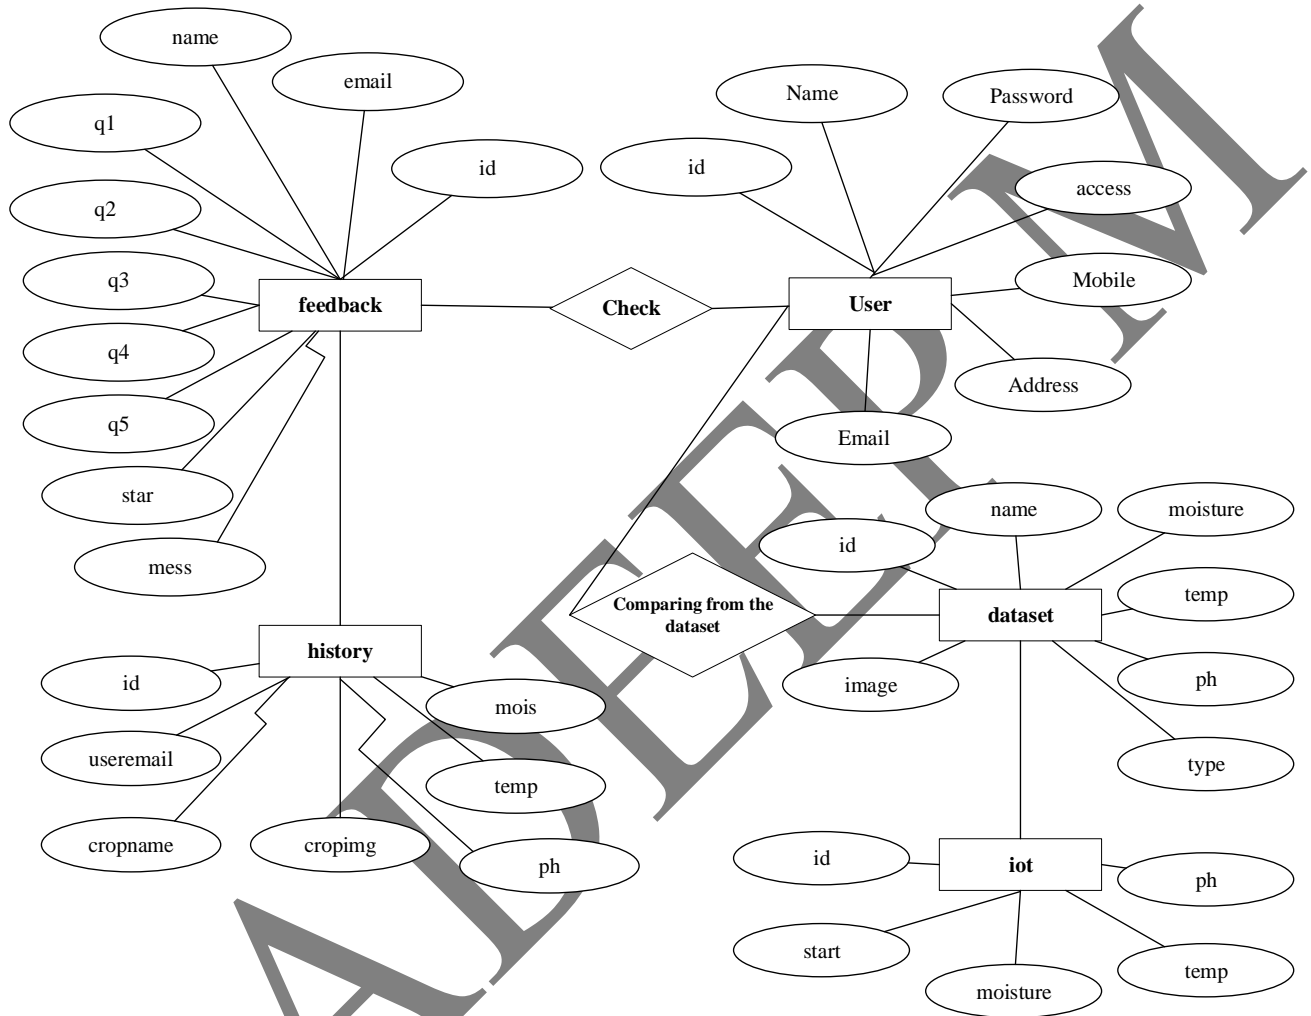 name
email
q1
id
q2
q3
q4
q5
star
mess
feedback
Check
Name
Password
id
access
User
Mobile
Address
Email
name
moisture
id
temp
Comparing from the
dataset
dataset
image
ph
type
history
id
mois
useremail
temp
cropname
cropimg
ph
id
iot
ph
start
temp
moisture